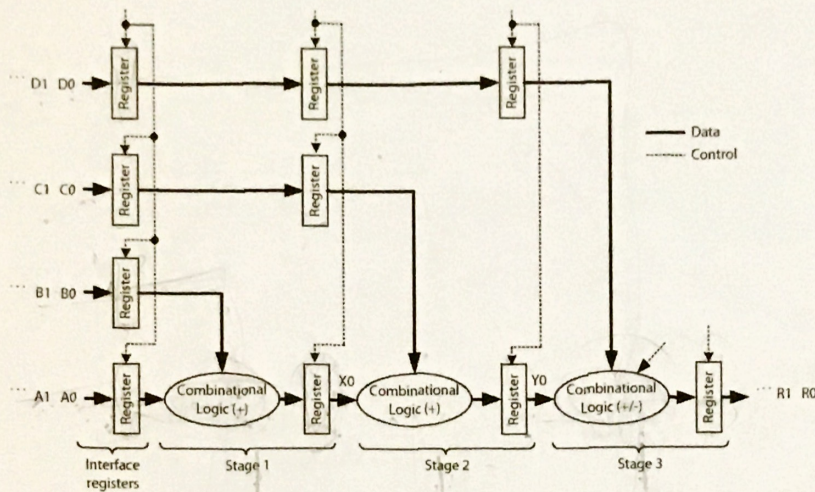 Register
Register
Register
··· D1 D0
Data
Control
Register
Register
··· C1 C0
Register
··· B1 B0
Register
Combinational
Logic (+)
Register
X0
Combinational
Logic (+)
Register
Y0
Combinational
Logic (+/-)
Register
··· A1 A0
··· R1 R0
Interface
registers
Stage 1
Stage 2
Stage 3